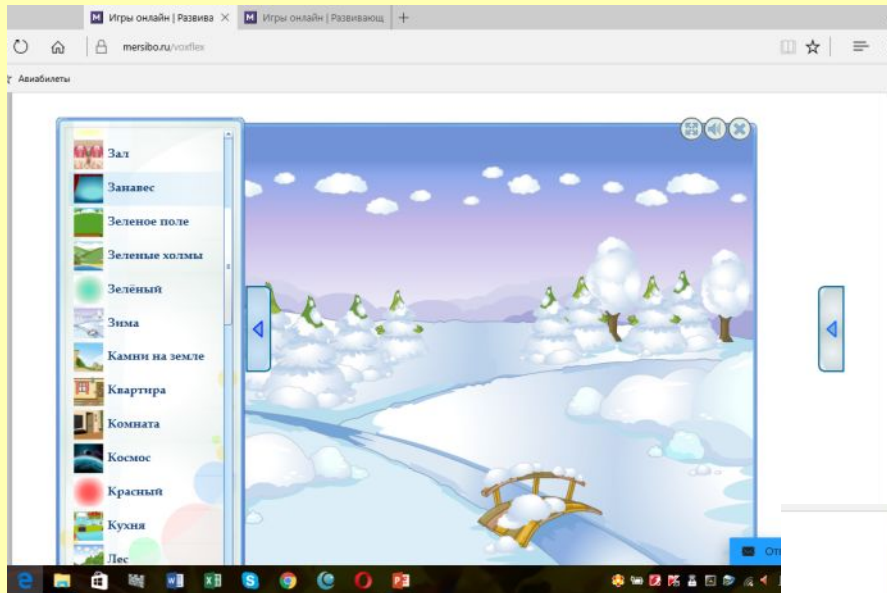 Игры онлайн | Развива
Игры онлайн | Развивающ
mersibo.ru/voxflex
Авиабилеты
Зал
Занавес
Зеленое поле
Зеленые холмы
Зелёный
Зима
Камни на земле
Квартира
Комната
Космос
Красный
Кухня
Лес